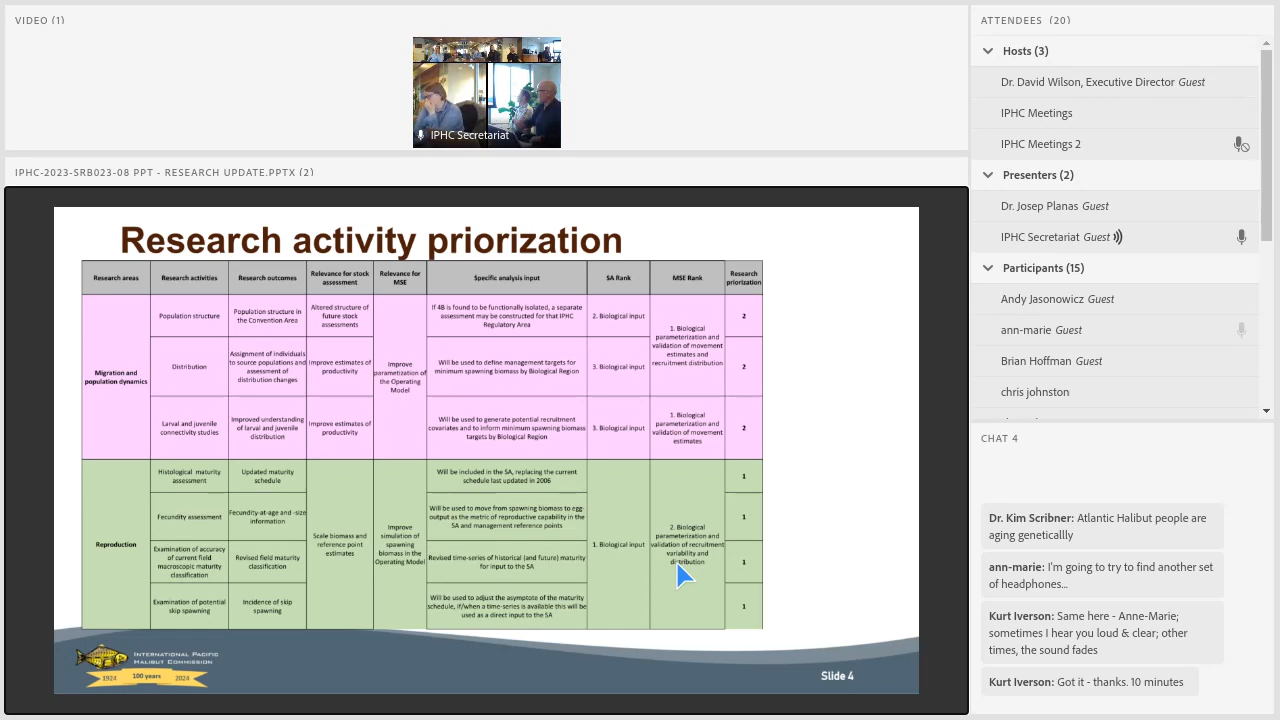 VIDEO (1)
IPHC Secretariat
IPHC-2023-SRB023-08 PPT - RESEARCH UPDATE.PPTX (2)
Research activity priorization
Research areas
Research activities
Research outcomes
Relevance for stock
assessment
Relevance for
MSE
Specific analysis input
SA Rank
MSE Rank
Research
priorization
Migration and
population dynamics
Population structure
Population structure in
the Convention Area
Altered structure of
future stock
assessments
Improve
parametization of
the Operating
Model
If 4B is found to be functionally isolated, a separate
assessment may be constructed for that IPHC
Regulatory Area
2. Biological input
1. Biological
parameterization and
validation of movement
estimates and
recruitment distribution
2
Distribution
Assignment of individuals
to source populations and
assessment of
distribution changes
Improve estimates of
productivity
Will be used to define management targets for
minimum spawning biomass by Biological Region
3. Biological input
2
Larval and juvenile
connectivity studies
Improved understanding
of larval and juvenile
distribution
Improve estimates of
productivity
Will be used to generate potential recruitment
covariates and to inform minimum spawning biomass
targets by Biological Region
3. Biological input
1. Biological
parameterization and
validation of movement
estimates
2
Reproduction
Histological maturity
assessment
Updated maturity
schedule
Scale biomass and
reference point
estimates
Improve
simulation of
spawning
biomass in the
Operating Model
Will be included in the SA, replacing the current
schedule last updated in 2006
1. Biological input
2. Biological
parameterization and
validation of recruitment
variability and
distribution
1
Fecundity assessment
Fecundity-at-age and -size
information
Will be used to move from spawning biomass to egg-
output as the metric of reproductive capability in the
SA and management reference points
1
Examination of accuracy
of current field
macroscopic maturity
classification
Revised field maturity
classification
Revised time-series of historical (and future) maturity
for input to the SA
1
Examination of potential
skip spawning
Incidence of skip
spawning
Will be used to adjust the asymptote of the maturity
schedule, if/when a time-series is available this will be
used as a direct input to the SA
1
INTERNATIONAL PACIFIC
HALIBUT COMMISSION
1924 100 years 2024
Slide 4
ATTENDEES (20)
Hosts (3)
Dr. David Wilson, Executive Director Guest
IPHC Meetings
IPHC Meetings 2
Presenters (2)
Dr. Josep Planas Guest
IPHC Secretariat Guest
Participants (15)
Andy Jasonowicz Guest
ann-marie Guest
Brian Hoffman Guest
chris johnston
CHAT 4
Dr. Kim Scribner: Atlantic Halibut people are
aging genetically,
ann-marie: am trying to to find another set
of headphones...
Kurt Iverson: Same here - Anne-Marie;
sometimes I hear you loud & clear; other
times the sound fades out.
Kurt Iverson: Got it - thanks. 10 minutes